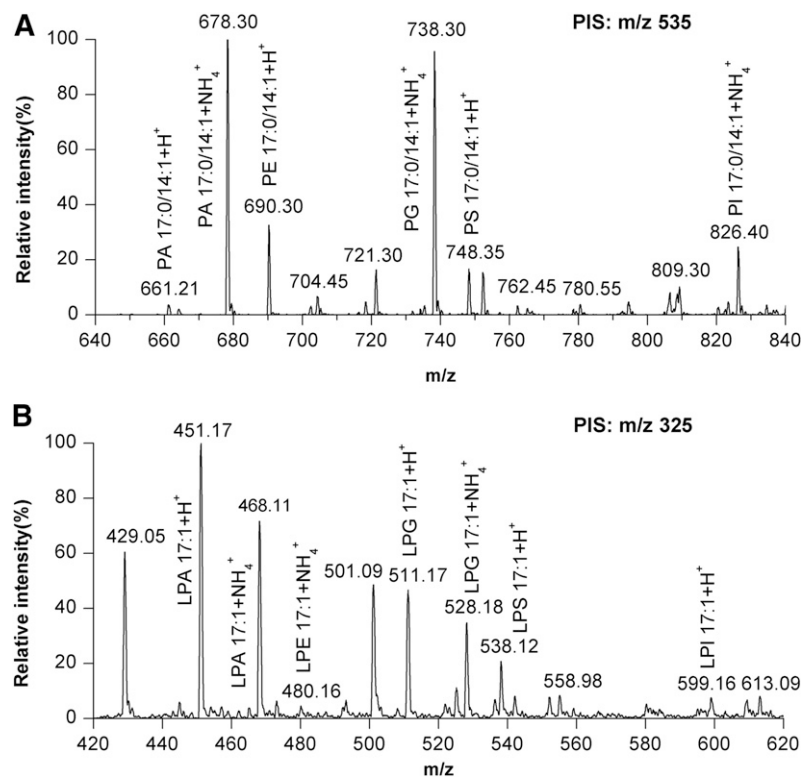 A
PIS: m/z 535
Relative intensity(%)
100
80
60
40
20
0
678.30
738.30
661.21
690.30
704.45
721.30
748.35
762.45
780.55
809.30
826.40
PA 17:0/14:1+H+
PA 17:0/14:1+NH4+
PE 17:0/14:1+H+
PG 17:0/14:1+NH4+
PS 17:0/14:1+H+
PI 17:0/14:1+NH4+
640 660 680 700 720 740 760 780 800 820 840
m/z
B
PIS: m/z 325
Relative intensity(%)
100
80
60
40
20
0
429.05
451.17
468.11
480.16
501.09
511.17
528.18
538.12
558.98
599.16
613.09
LPA 17:1+H+
LPA 17:1+NH4+
LPE 17:1+NH4+
LPG 17:1+H+
LPG 17:1+NH4+
LPS 17:1+H+
LPI 17:1+H+
420 440 460 480 500 520 540 560 580 600 620
m/z